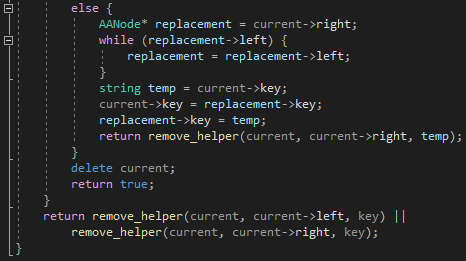 else {
AANode* replacement = current->right;
while (replacement->left) {
replacement = replacement->left;
}
string temp = current->key;
current->key = replacement->key;
replacement->key = temp;
return remove_helper(current, current->right, temp);
}
delete current;
return true;
}
return remove_helper(current, current->left, key) ||
remove_helper(current, current->right, key);
}